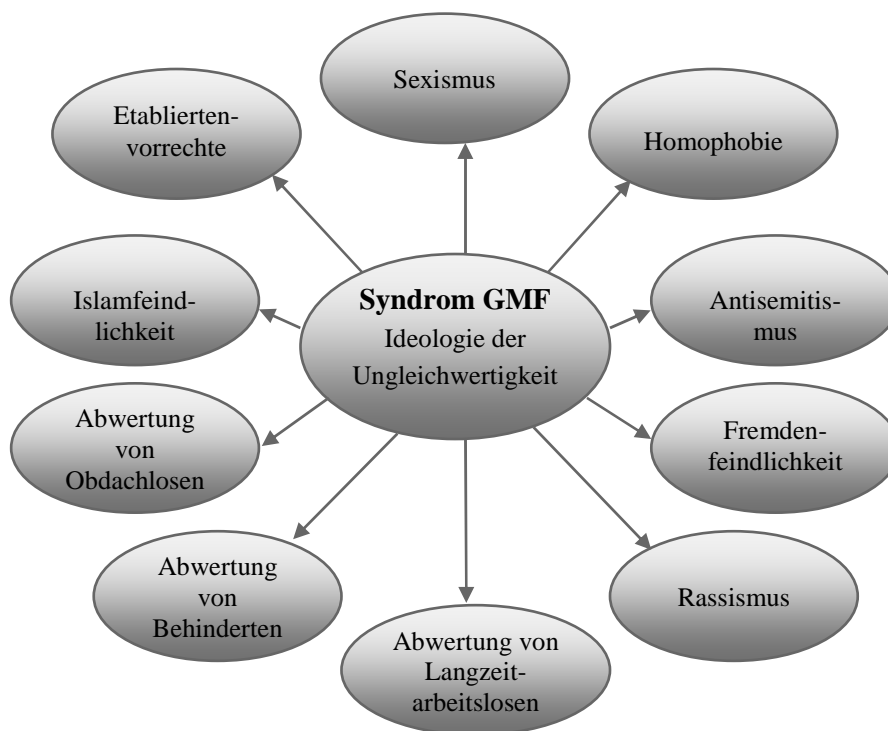 Sexismus
Etablierten-
vorrechte
Homophobie
Syndrom GMF
Ideologie der
Ungleichwertigkeit
Islamfeind-
lichkeit
Antisemitis-
mus
Abwertung
von
Obdachlosen
Fremden-
feindlichkeit
Abwertung
von
Behinderten
Rassismus
Abwertung von
Langzeit-
arbeitslosen